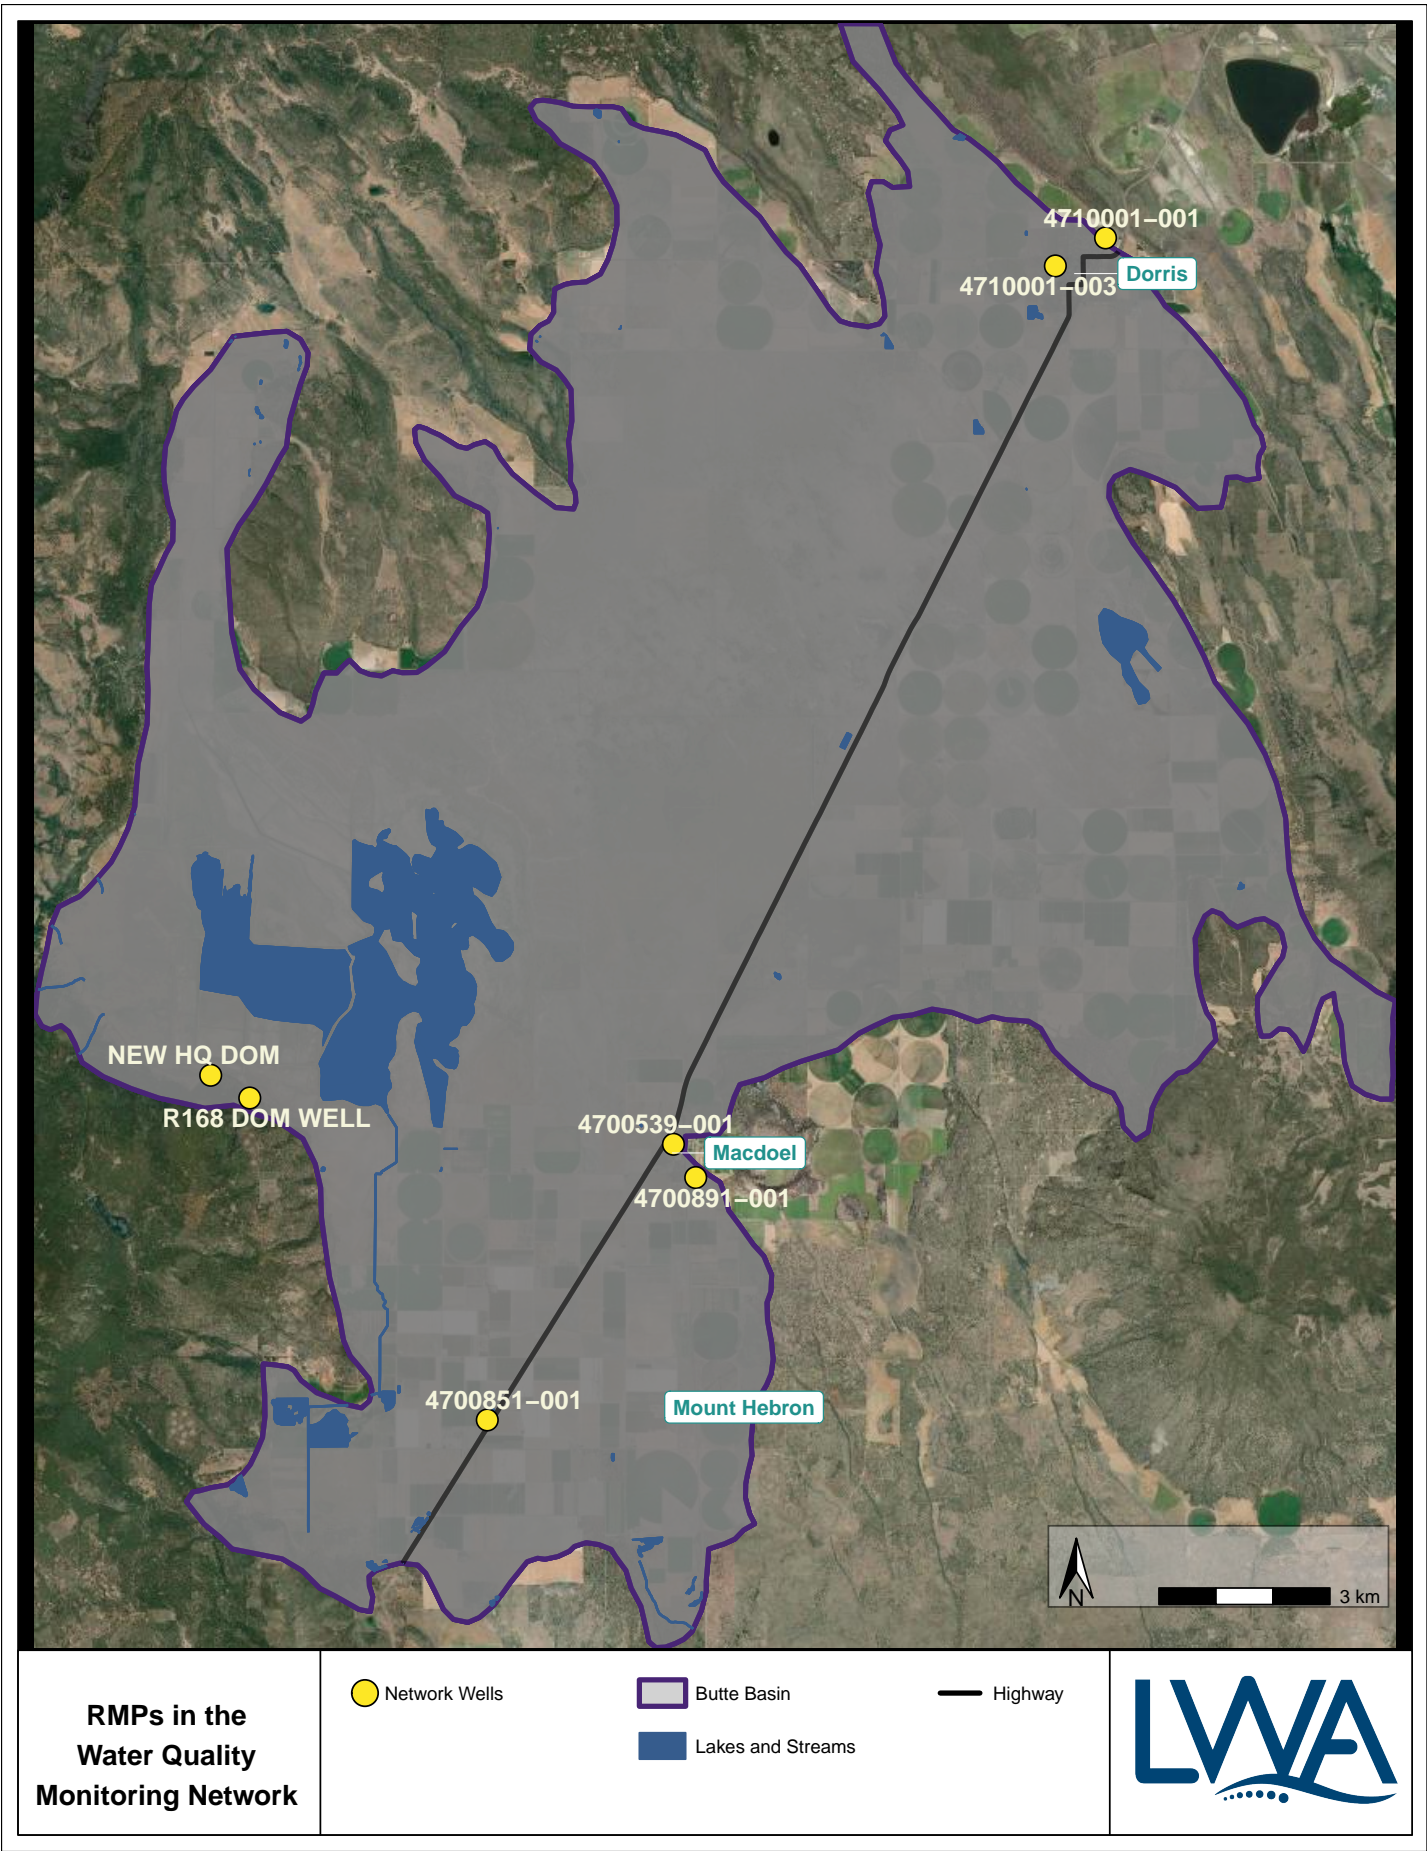 4710001–001
4710001–003
Dorris
NEW HQ DOM
R168 DOM WELL
4700539–001
Macdoel
4700891–001
4700851–001
Mount Hebron
N
3 km
RMPs in the
Water Quality
Monitoring Network
Network Wells
Butte Basin
Highway
Lakes and Streams
LWA